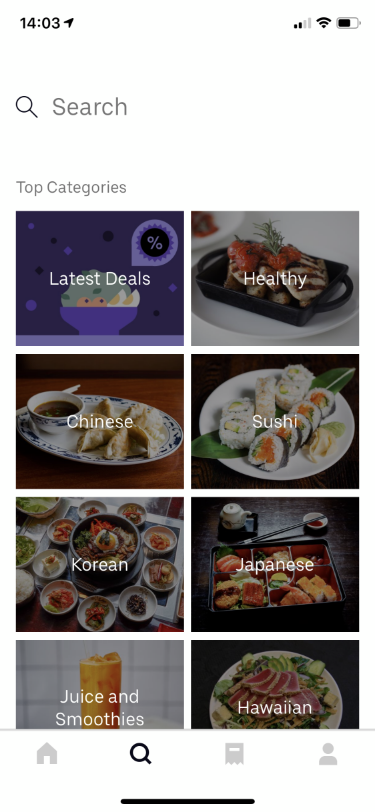 14:03
Search
Top Categories
%
Latest Deals
Healthy
Chinese
Sushi
Korean
Japanese
Juice and
Smoothies
Hawaiian